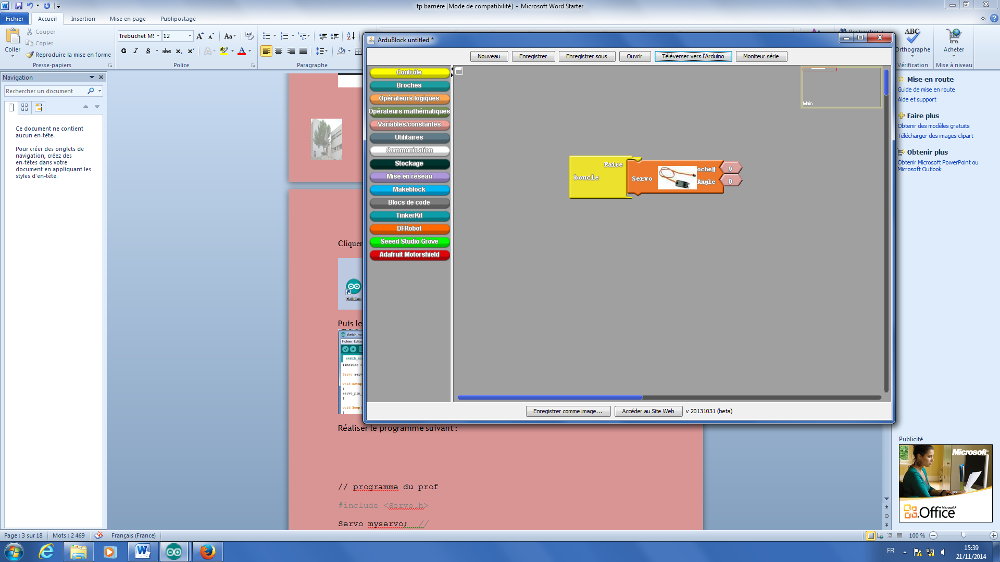 tp barrière [Mode de compatibilité] - Microsoft Word Starter
Fichier
Accueil
Insertion
Mise en page
Publipostage
Coller
Couper
Copier
Reproduire la mise en forme
Presse-papiers
Trebuchet MS
12
Police
Paragraphe
Rechercher
Orthographe
Vérification
Acheter
Mise à niveau
Navigation
Rechercher un document
Ce document ne contient
aucun en-tête.
Pour créer des onglets de
navigation, créez des
en-têtes dans votre
document en appliquant les
styles d'en-tête.
Cliquer
Arduino
Puis le
Fichier
#include <
Servo serv
void setup
{
servo_pin_
}
void loop(
{
Réaliser le programme suivant :
// programme du prof
#include <Servo.h>
Servo myservo; //
ArduBlock untitled *
Nouveau
Enregistrer
Enregistrer sous
Ouvrir
Téléverser vers l'Arduino
Moniteur série
Contrôle
Broches
Opérateurs logiques
Opérateurs mathématiques
Variables/constantes
Utilitaires
Communication
Stockage
Mise en réseau
Makeblock
Blocs de code
TinkerKit
DFRobot
Seeed Studio Grove
Adafruit Motorshield
Main
Faire
boucle
Servo
oche#
9
Angle
0
Enregistrer comme image...
Accéder au Site Web
v 20131031 (beta)
Mise en route
Guide de mise en route
Aide et support
Faire plus
Obtenir des modèles gratuits
Télécharger des images clipart
Obtenir plus
Obtenir Microsoft PowerPoint ou
Microsoft Outlook
Publicité
Microsoft
Microsoft
Office
Page : 3 sur 18
Mots : 2 469
Français (France)
100 %
FR
15:39
21/11/2014